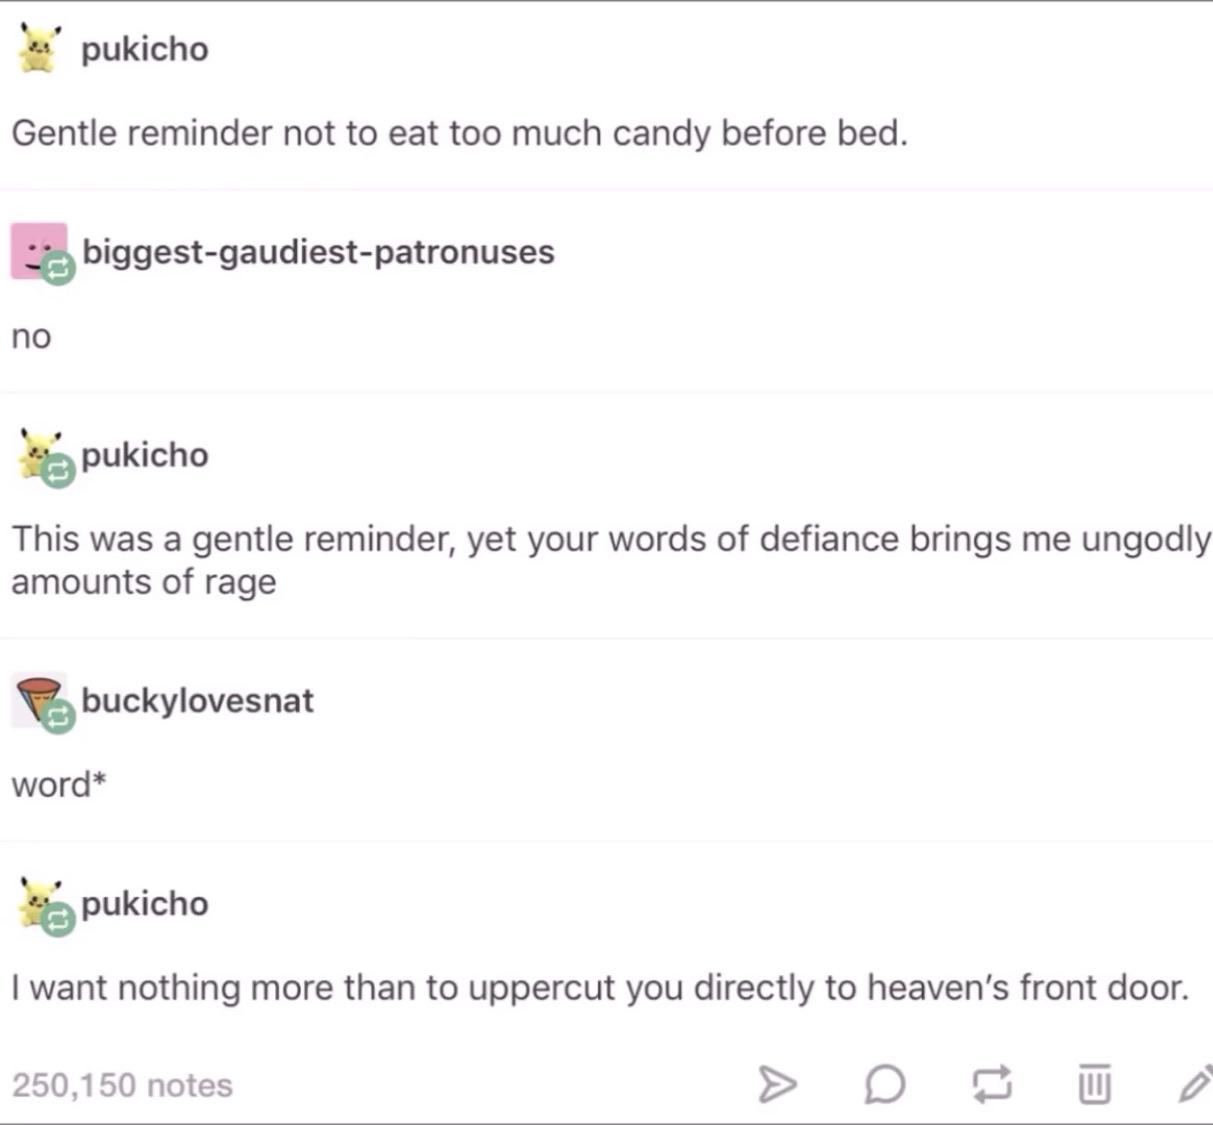 pukicho
Gentle reminder not to eat too much candy before bed.
biggest-gaudiest-patronuses
no
pukicho
This was a gentle reminder, yet your words of defiance brings me ungodly
amounts of rage
buckylovesnat
word*
pukicho
I want nothing more than to uppercut you directly to heaven’s front door.
250,150 notes